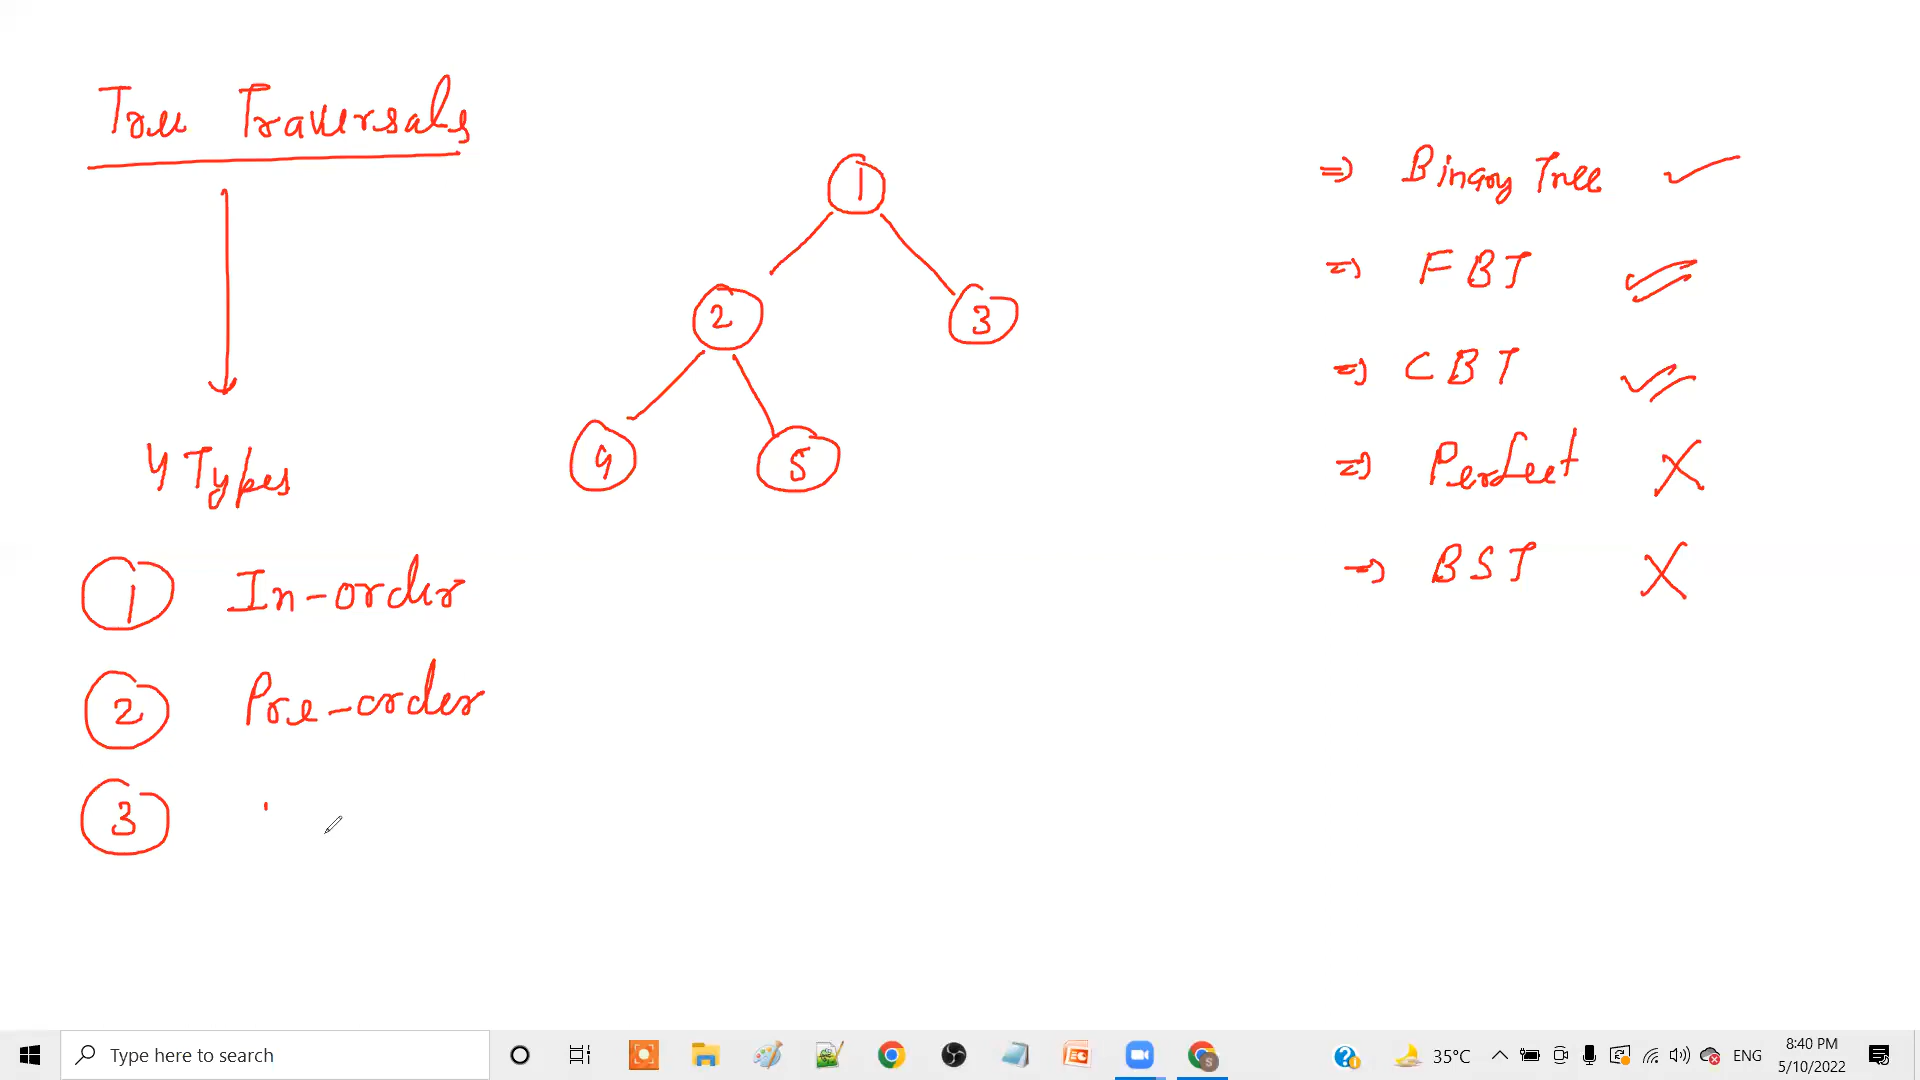 Tree Traversals
4 Types
1 In-order
2 Pre-order
3
1
2 3
4 5
=> Binary Tree ✓
=> FBT ✓
=> CBT ✓
=> Perfect X
=> BST X
Type here to search
35°C
ENG
8:40 PM
5/10/2022